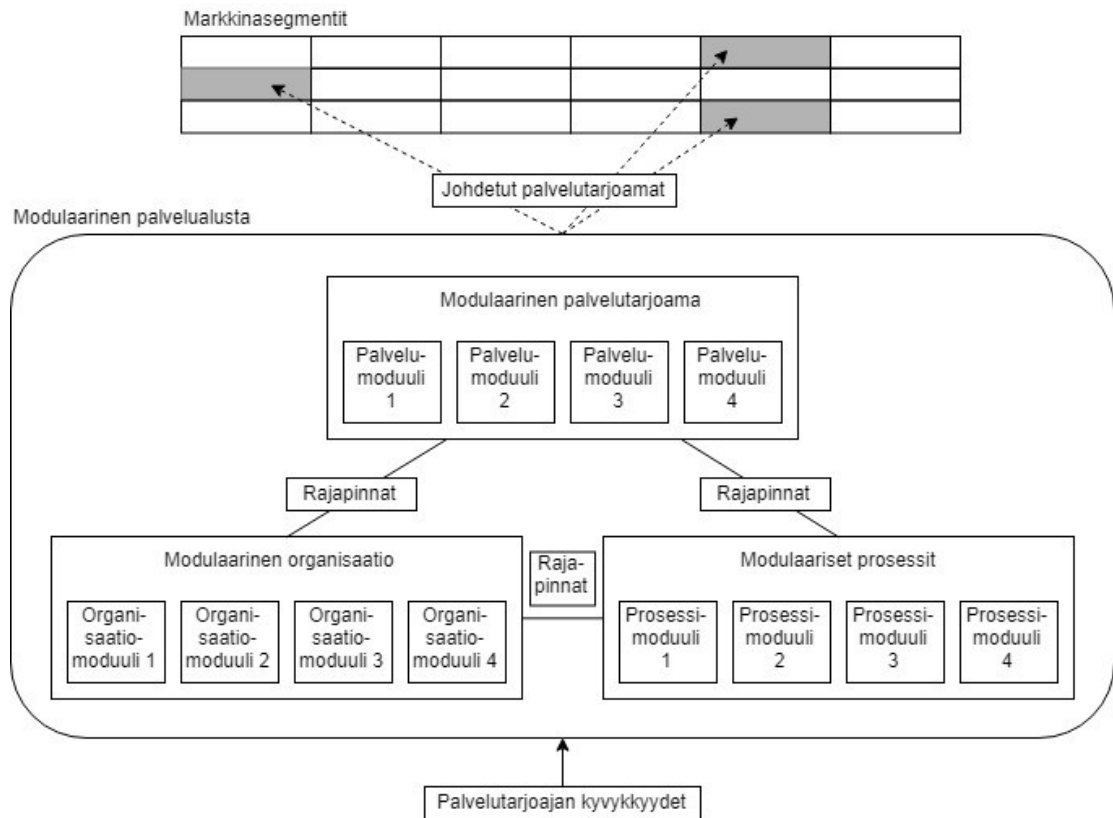 Markkinasegmentit
Johdetut palvelutarjoamat
Modulaarinen palvelualusta
Modulaarinen palvelutarjoama
Palvelu-
moduuli
1
Palvelu-
moduuli
2
Palvelu-
moduuli
3
Palvelu-
moduuli
4
Rajapinnat
Rajapinnat
Modulaarinen organisaatio
Organi-
saatio-
moduuli 1
Organi-
saatio-
moduuli 2
Organi-
saatio-
moduuli 3
Organi-
saatio-
moduuli 4
Raja-
pinnat
Modulaariset prosessit
Prosessi-
moduuli
1
Prosessi-
moduuli
2
Prosessi-
moduuli
3
Prosessi-
moduuli
4
Palvelutarjoajan kyvykkyydet